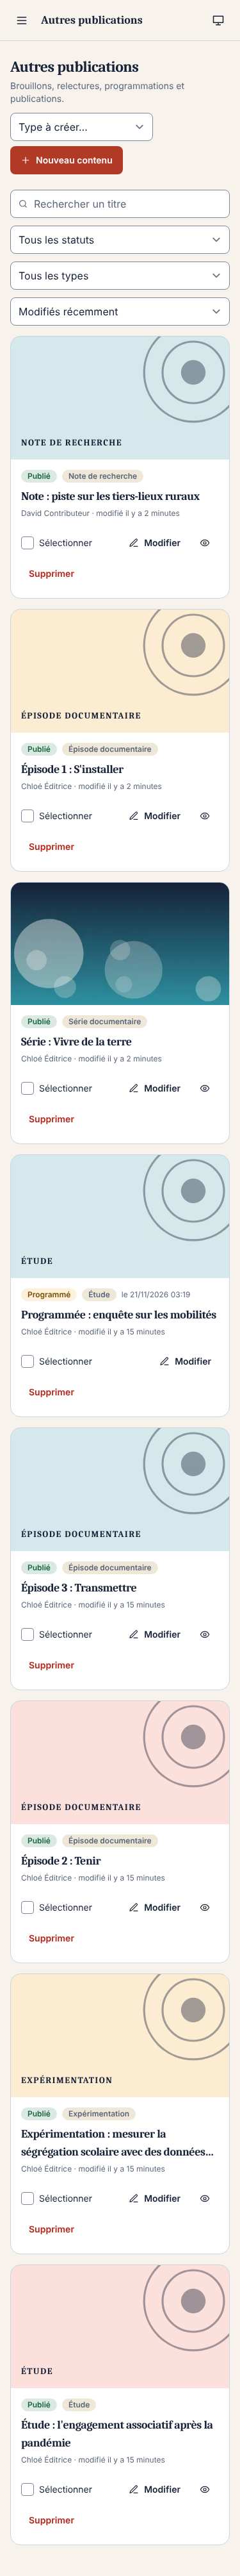 Autres publications
Autres publications
Brouillons, relectures, programmations et
publications.
Type à créer...
Nouveau contenu
Rechercher un titre
Tous les statuts
Tous les types
Modifiés récemment
NOTE DE RECHERCHE
Publié Note de recherche
Note : piste sur les tiers-lieux ruraux
David Contributeur · modifié il y a 2 minutes
Sélectionner Modifier
Supprimer
ÉPISODE DOCUMENTAIRE
Publié Épisode documentaire
Épisode 1 : S'installer
Chloé Éditrice · modifié il y a 2 minutes
Sélectionner Modifier
Supprimer
Publié Série documentaire
Série : Vivre de la terre
Chloé Éditrice · modifié il y a 2 minutes
Sélectionner Modifier
Supprimer
ÉTUDE
Programmé Étude le 21/11/2026 03:19
Programmée : enquête sur les mobilités
Chloé Éditrice · modifié il y a 15 minutes
Sélectionner Modifier
Supprimer
ÉPISODE DOCUMENTAIRE
Publié Épisode documentaire
Épisode 3 : Transmettre
Chloé Éditrice · modifié il y a 15 minutes
Sélectionner Modifier
Supprimer
ÉPISODE DOCUMENTAIRE
Publié Épisode documentaire
Épisode 2 : Tenir
Chloé Éditrice · modifié il y a 15 minutes
Sélectionner Modifier
Supprimer
EXPÉRIMENTATION
Publié Expérimentation
Expérimentation : mesurer la
ségrégation scolaire avec des données...
Chloé Éditrice · modifié il y a 15 minutes
Sélectionner Modifier
Supprimer
ÉTUDE
Publié Étude
Étude : l'engagement associatif après la
pandémie
Chloé Éditrice · modifié il y a 15 minutes
Sélectionner Modifier
Supprimer